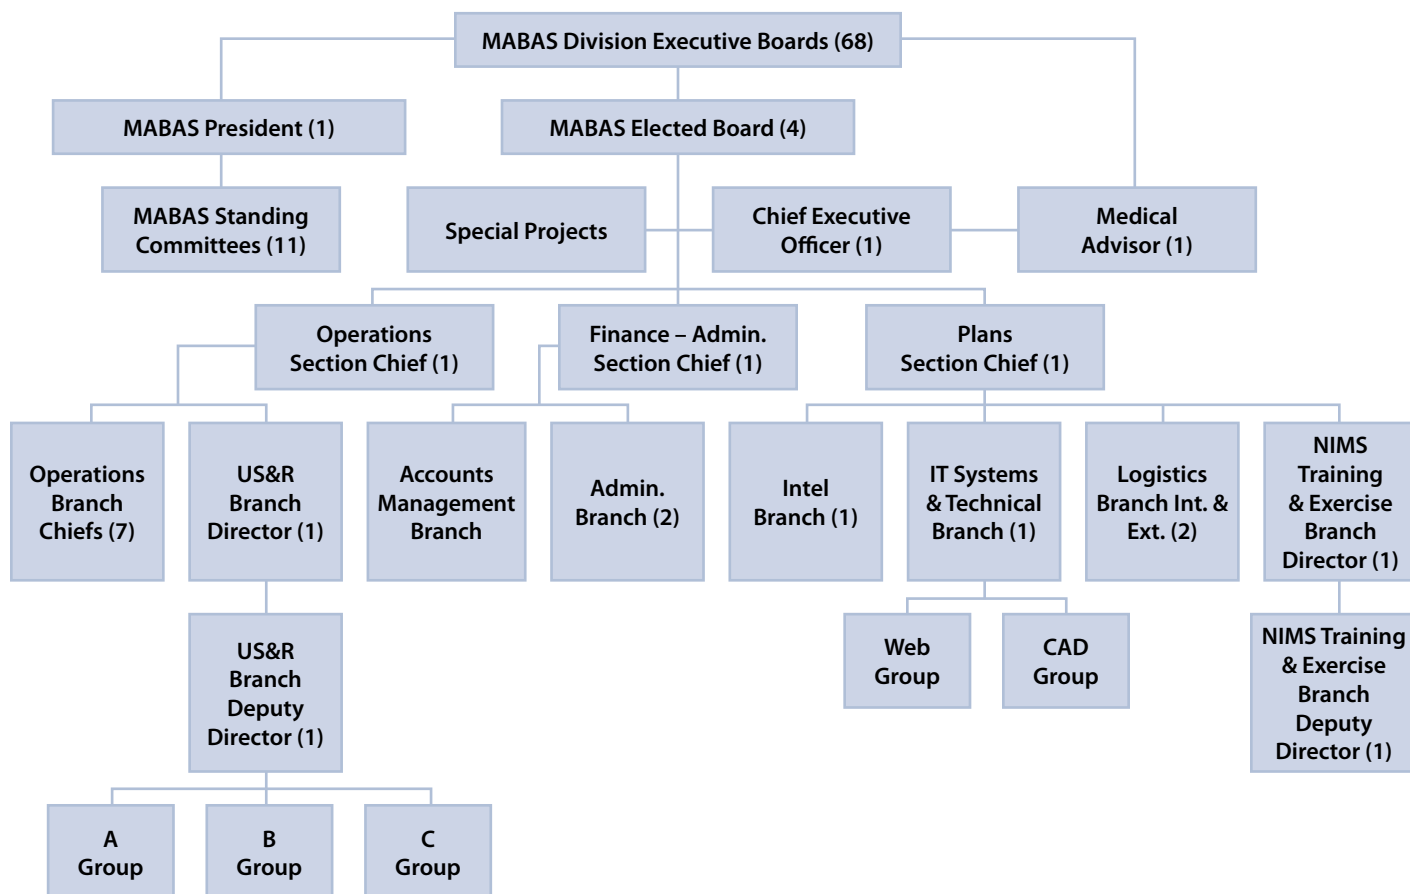 MABAS Division Executive Boards (68)
MABAS President (1)
MABAS Elected Board (4)
MABAS Standing
Committees (11)
Special Projects
Chief Executive
Officer (1)
Medical
Advisor (1)
Operations
Section Chief (1)
Finance – Admin.
Section Chief (1)
Plans
Section Chief (1)
Operations
Branch
Chiefs (7)
US&R
Branch
Director (1)
Accounts
Management
Branch
Admin.
Branch (2)
Intel
Branch (1)
IT Systems
& Technical
Branch (1)
Logistics
Branch Int. &
Ext. (2)
NIMS
Training
& Exercise
Branch
Director (1)
US&R
Branch
Deputy
Director (1)
Web
Group
CAD
Group
NIMS Training
& Exercise
Branch
Deputy
Director (1)
A
Group
B
Group
C
Group